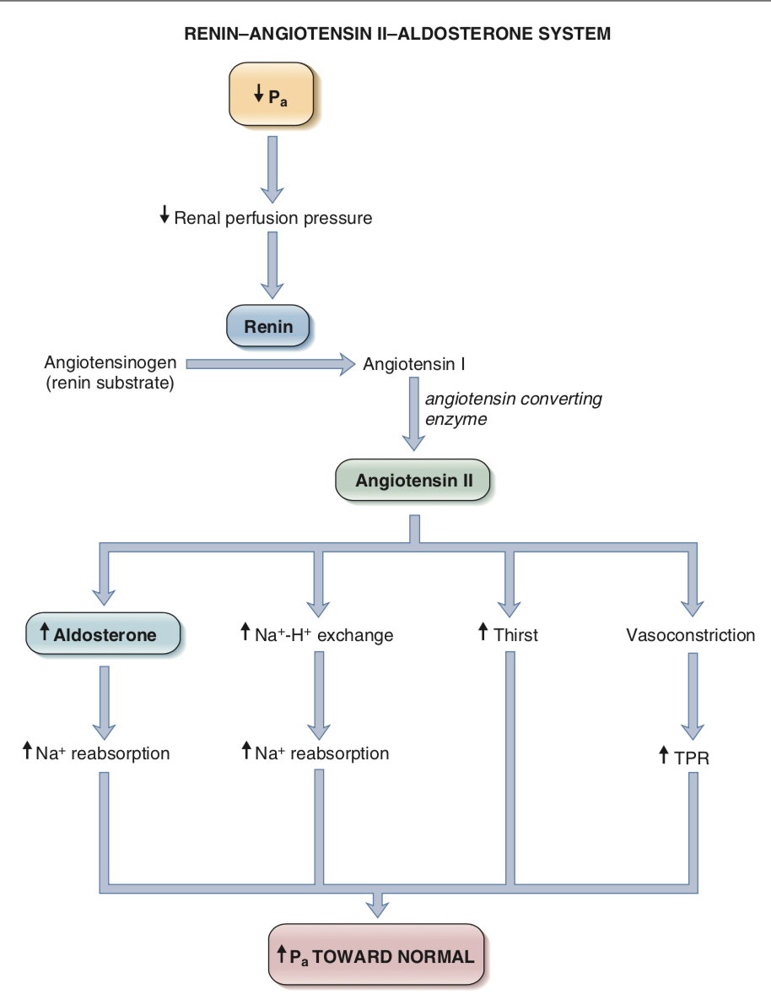 RENIN–ANGIOTENSIN II–ALDOSTERONE SYSTEM
↓ Pa
↓ Renal perfusion pressure
Renin
Angiotensinogen
(renin substrate)
Angiotensin I
angiotensin converting
enzyme
Angiotensin II
↑ Aldosterone
↑ Na⁺-H⁺ exchange
↑ Thirst
Vasoconstriction
↑ Na⁺ reabsorption
↑ Na⁺ reabsorption
↑ TPR
↑ Pa TOWARD NORMAL